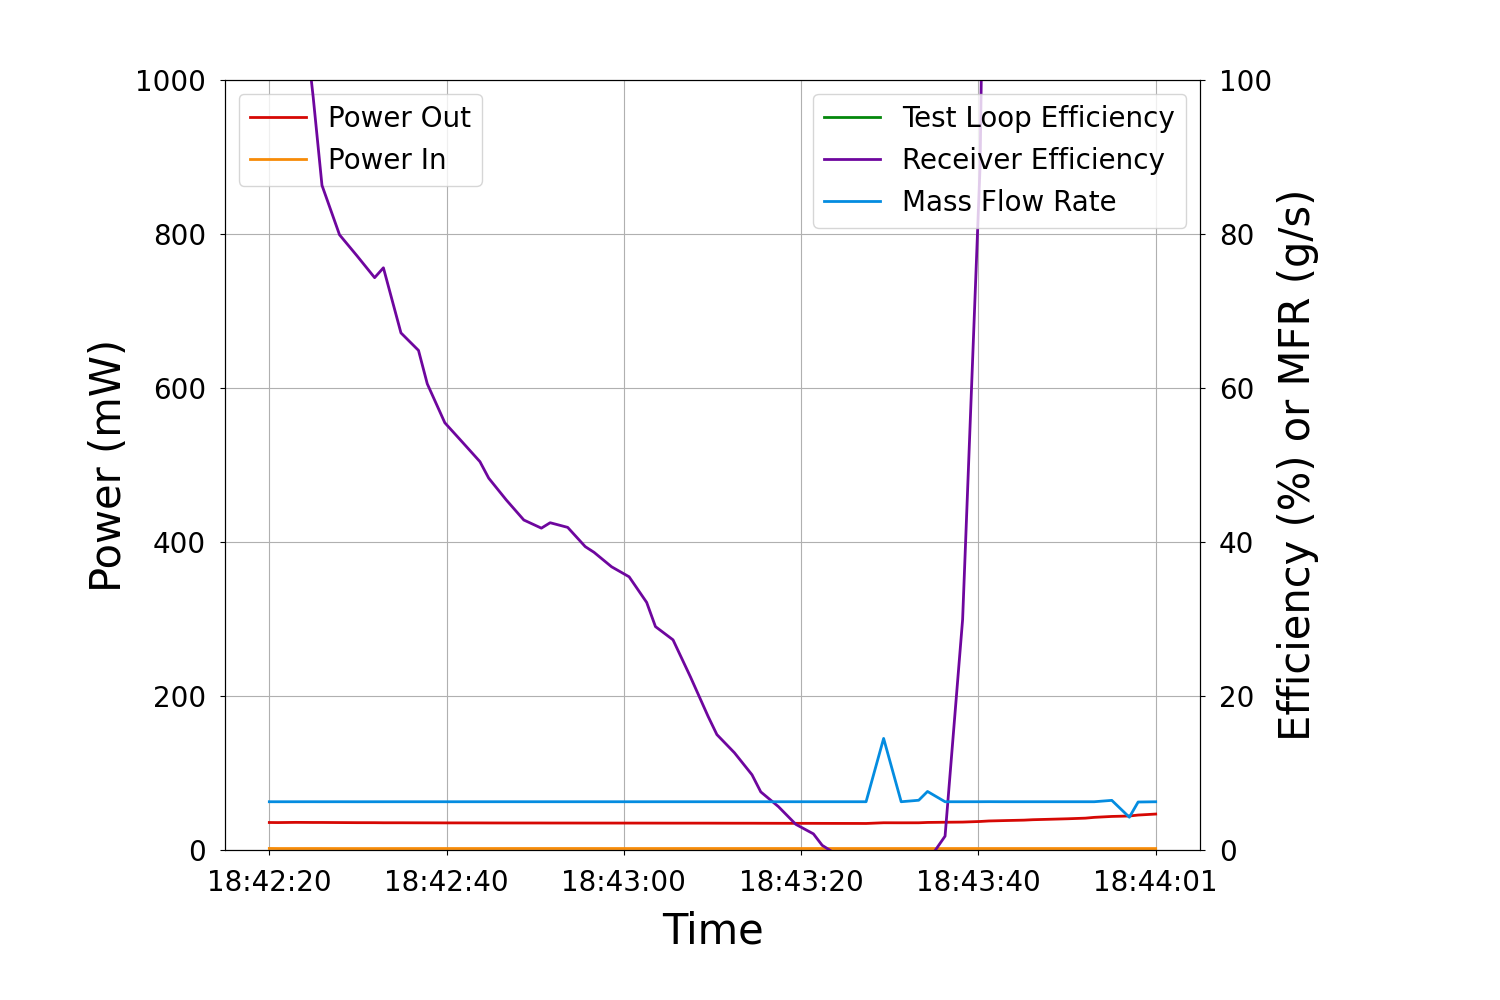 1000
800
600
400
200
0
Power (mW)
Power Out
Power In
Test Loop Efficiency
Receiver Efficiency
Mass Flow Rate
100
80
60
40
20
0
Efficiency (%) or MFR (g/s)
18:42:20 18:42:40 18:43:00 18:43:20 18:43:40 18:44:01
Time